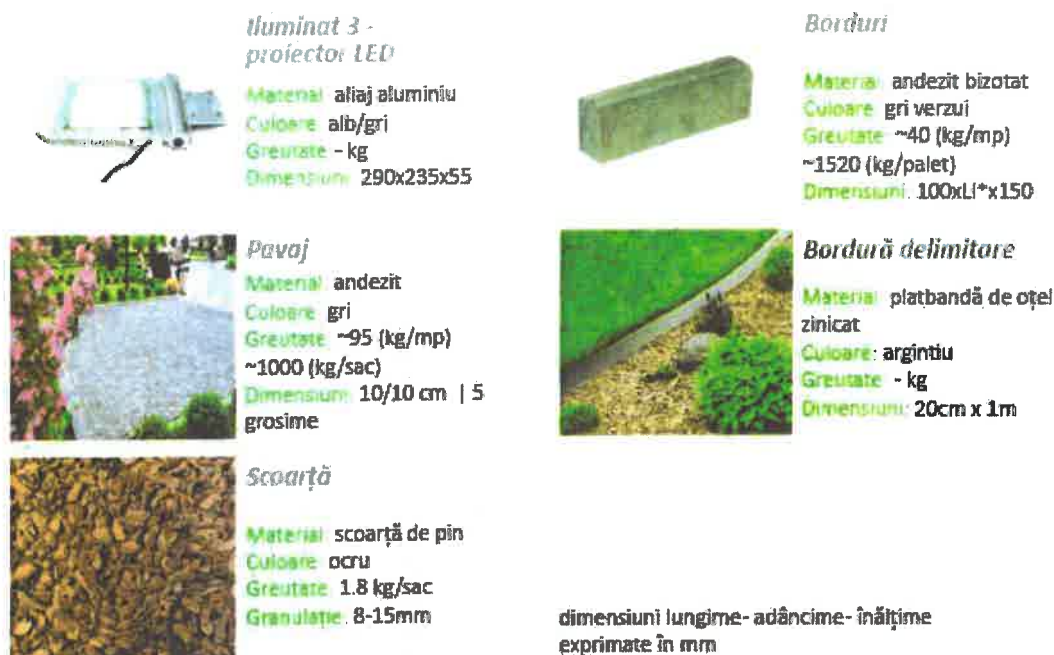 Iluminat 3 -
proiector LED
Material: aliaj aluminiu
Culoare: alb/gri
Greutate: - kg
Dimensiuni: 290x235x55
Borduri
Material: andezit bizotat
Culoare: gri verzui
Greutate: ~40 (kg/mp)
~1520 (kg/palet)
Dimensiuni: 100xLl*x150
Pavaj
Material: andezit
Culoare: gri
Greutate: ~95 (kg/mp)
~1000 (kg/sac)
Dimensiuni: 10/10 cm | 5
grosime
Bordură delimitare
Material: platbandă de oțel
zinicat
Culoare: argintiu
Greutate: - kg
Dimensiuni: 20cm x 1m
Scoarță
Material: scoarță de pin
Culoare: ocru
Greutate: 1.8 kg/sac
Granulație: 8-15mm
dimensiuni lungime- adâncime- înălțime
exprimate în mm